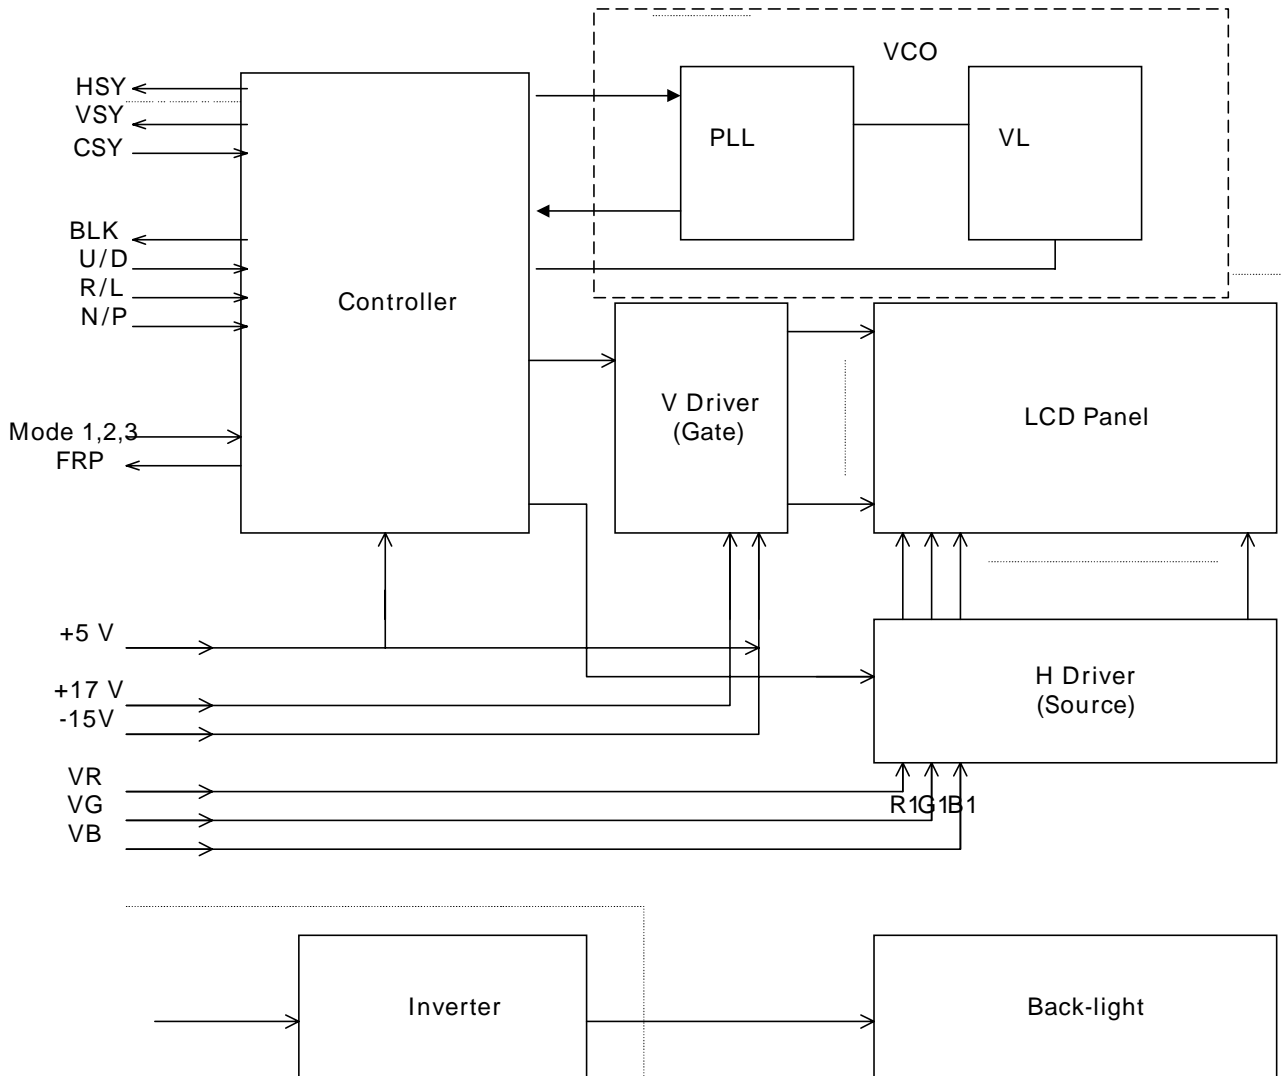 VCO
HSY
VSY
CSY
PLL
VL
BLK
U/D
R/L
N/P
Controller
V Driver
(Gate)
LCD Panel
Mode 1,2,3
FRP
+5 V
+17 V
-15V
H Driver
(Source)
VR
VG
VB
R1G1B1
Inverter
Back-light